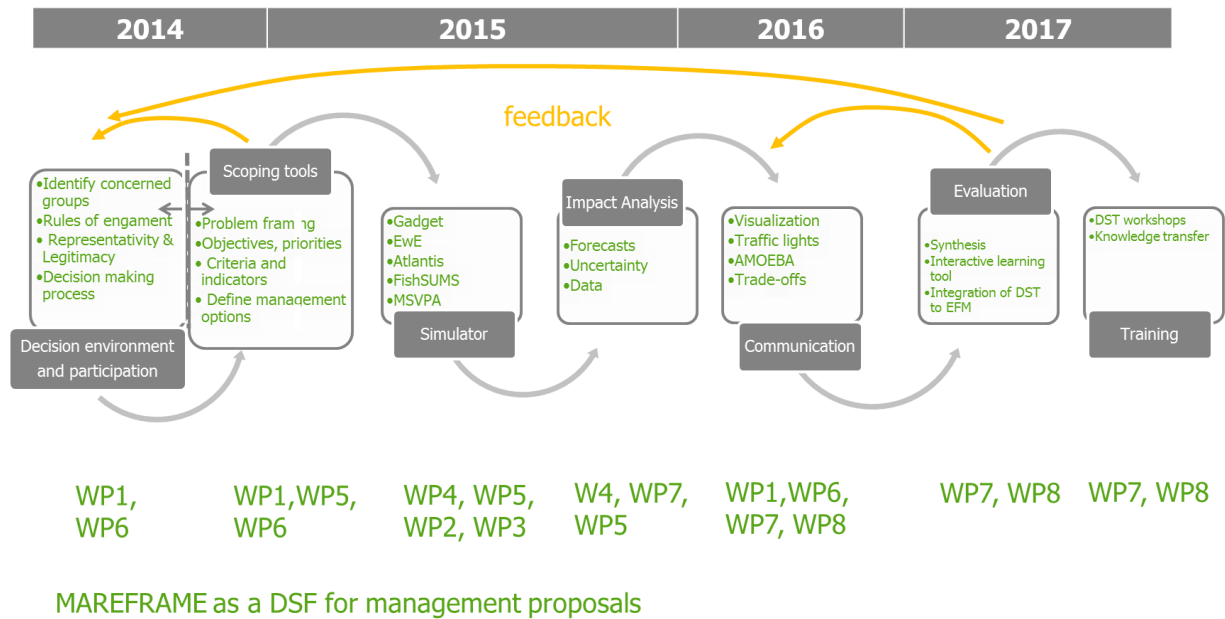 2014
2015
2016
2017
feedback
•Identify concerned
groups
•Rules of engament
• Representativity &
Legitimacy
•Decision making
process
Decision environment
and participation
Scoping tools
•Problem framing
•Objectives, priorities
• Criteria and
indicators
• Define management
options
•Gadget
•EwE
•Atlantis
•FishSUMS
•MSVPA
Simulator
Impact Analysis
•Forecasts
•Uncertainty
•Data
•Visualization
•Traffic lights
•AMOEBA
•Trade-offs
Communication
Evaluation
•Synthesis
•Interactive learning
tool
•Integration of DST
to EFM
•DST workshops
•Knowledge transfer
Training
WP1,
WP6
WP1,WP5,
WP6
WP4, WP5,
WP2, WP3
W4, WP7,
WP5
WP1,WP6,
WP7, WP8
WP7, WP8
WP7, WP8
MAREFRAME as a DSF for management proposals